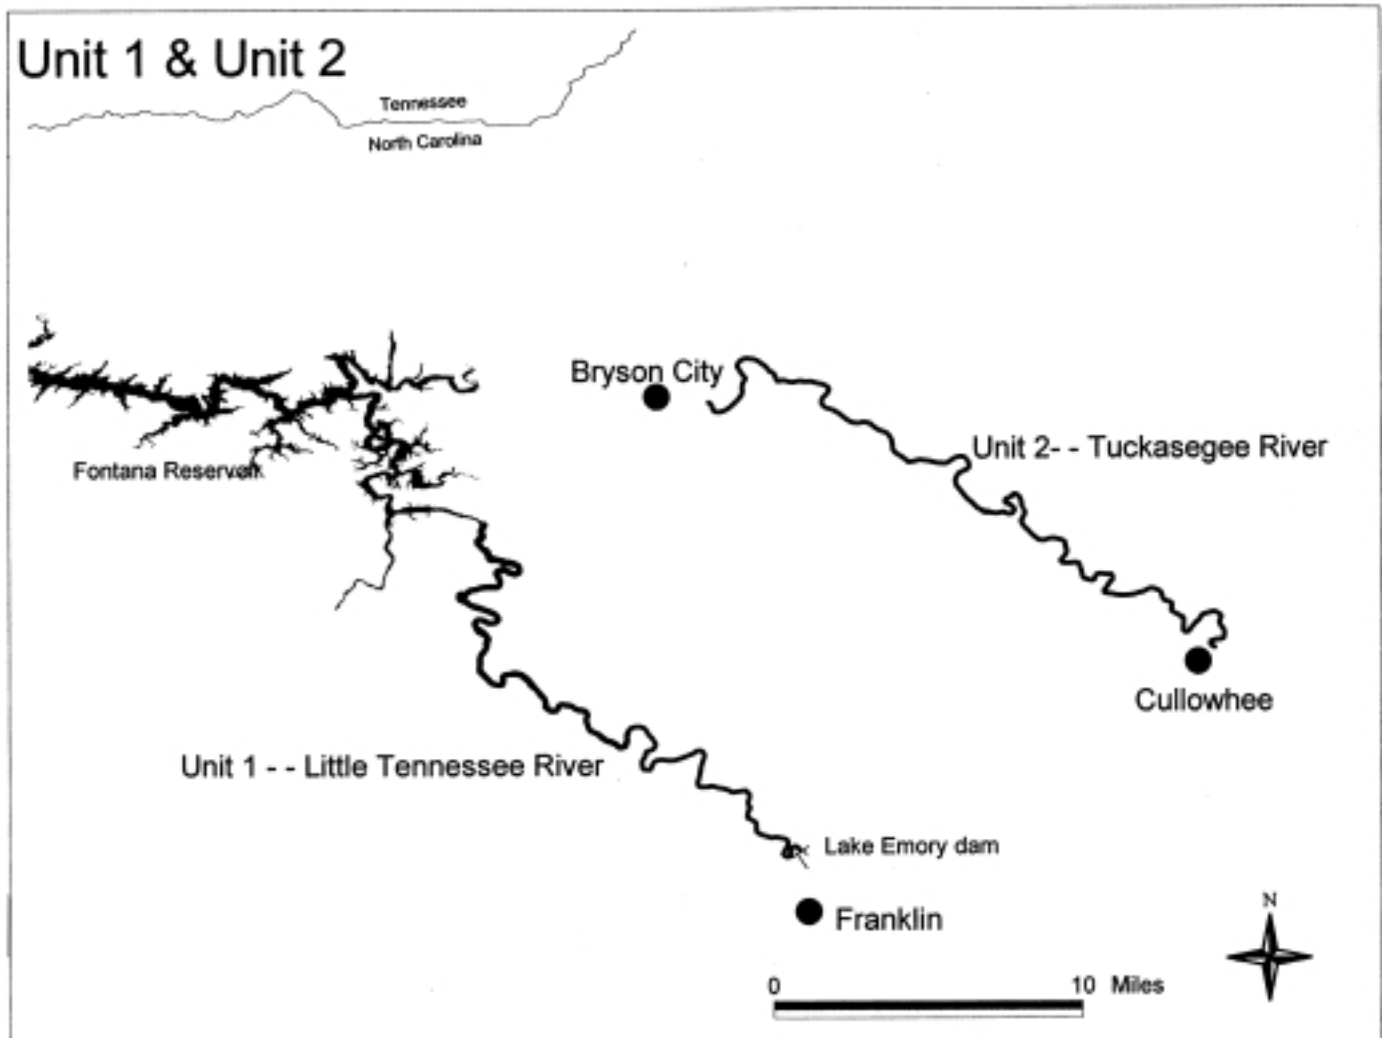 Unit 1 & Unit 2
Tennessee
North Carolina
Bryson City
Unit 2- - Tuckasegee River
Fontana Reservoir
Cullowhee
Unit 1 - - Little Tennessee River
Lake Emory dam
Franklin
N
0 10 Miles